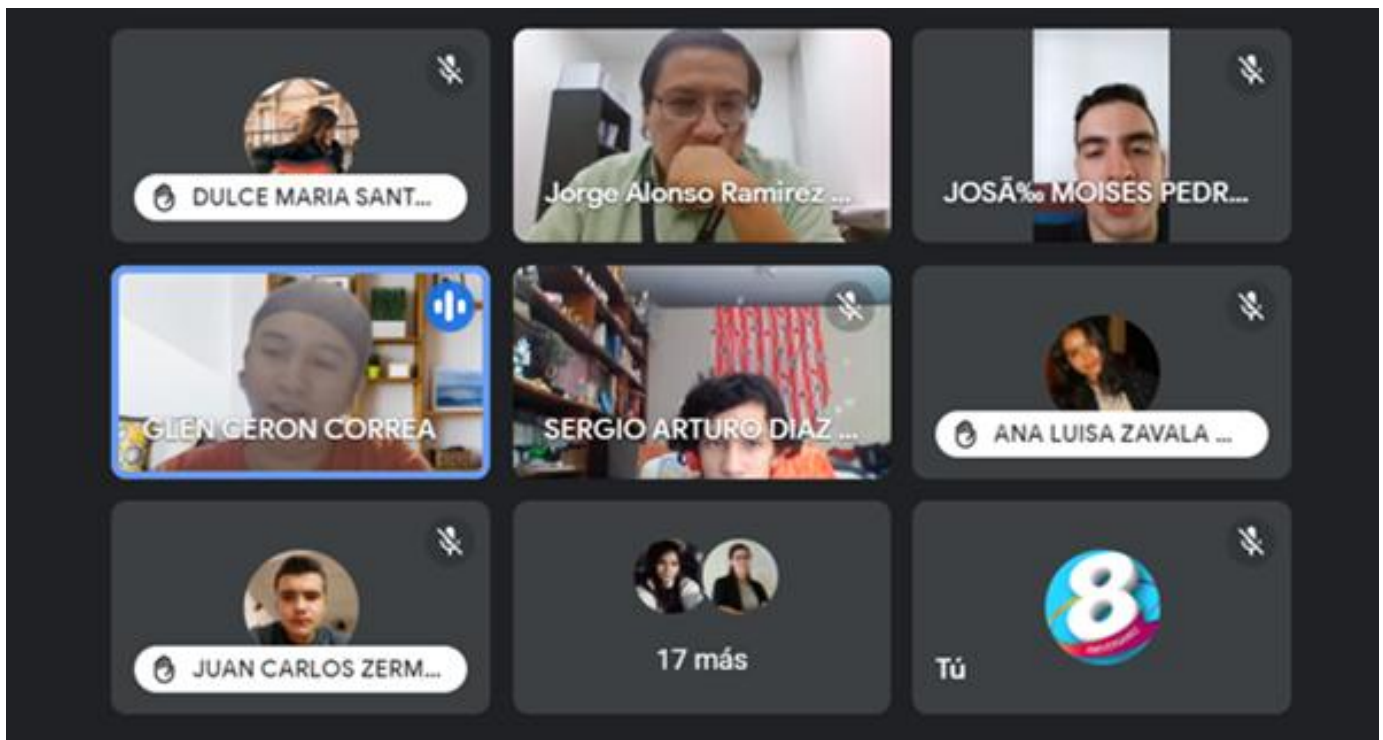 DULCE MARIA SANT...
Jorge Alonso Ramirez ...
JOSÃ‰ MOISES PEDR...
GLEN CERON CORREA
SERGIO ARTURO DIAZ ...
ANA LUISA ZAVALA ...
JUAN CARLOS ZERM...
17 más
8
Tú